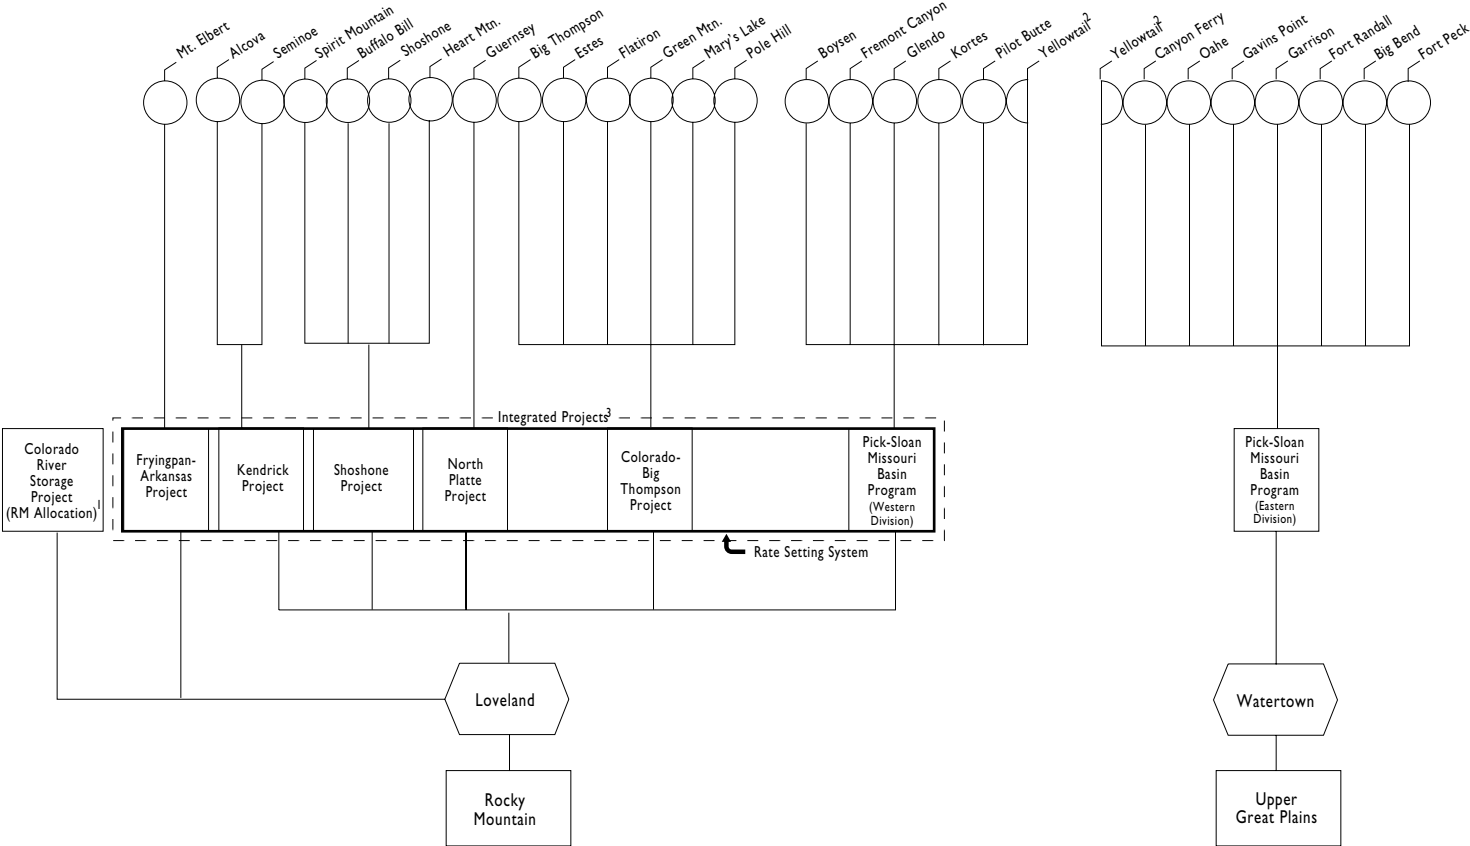 Mt. Elbert
Alcova
Seminoe
Spirit Mountain
Buffalo Bill
Shoshone
Heart Mtn.
Guernsey
Big Thompson
Estes
Flatiron
Green Mtn.
Mary's Lake
Pole Hill
Boysen
Fremont Canyon
Glendo
Kortes
Pilot Butte
Yellowtail2
Yellowtail2
Canyon Ferry
Oahe
Gavins Point
Garrison
Fort Randall
Big Bend
Fort Peck
Integrated Projects3
Colorado
River
Storage
Project
(RM Allocation)1
Fryingpan-
Arkansas
Project
Kendrick
Project
Shoshone
Project
North
Platte
Project
Colorado-
Big
Thompson
Project
Pick-Sloan
Missouri
Basin
Program
(Western
Division)
Pick-Sloan
Missouri
Basin
Program
(Eastern
Division)
Rate Setting System
Loveland
Watertown
Rocky
Mountain
Upper
Great Plains